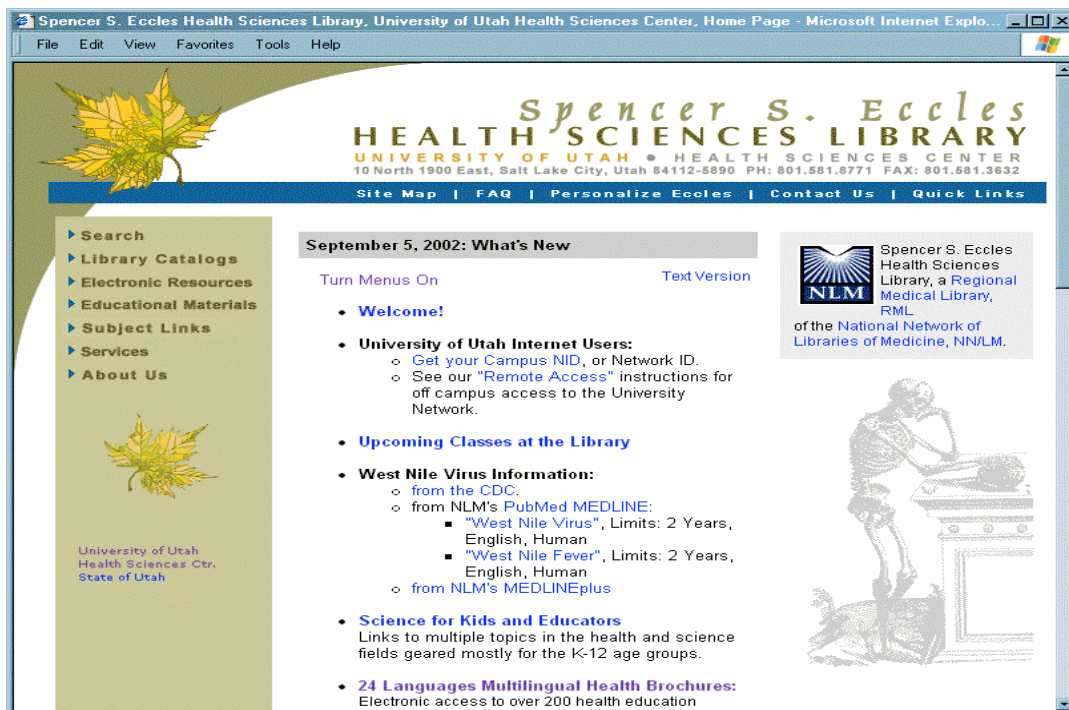 Spencer S. Eccles Health Sciences Library, University of Utah Health Sciences Center, Home Page - Microsoft Internet Explo...
File Edit View Favorites Tools Help
Spencer S. Eccles
HEALTH SCIENCES LIBRARY
UNIVERSITY OF UTAH • HEALTH SCIENCES CENTER
10 North 1900 East, Salt Lake City, Utah 84112-5890 PH: 801.581.8771 FAX: 801.581.3632
Site Map | FAQ | Personalize Eccles | Contact Us | Quick Links
Search
Library Catalogs
Electronic Resources
Educational Materials
Subject Links
Services
About Us
University of Utah
Health Sciences Ctr.
State of Utah
September 5, 2002: What's New
Turn Menus On
Text Version
• Welcome!
• University of Utah Internet Users:
o Get your Campus NID, or Network ID.
o See our "Remote Access" instructions for
off campus access to the University
Network.
• Upcoming Classes at the Library
• West Nile Virus Information:
o from the CDC.
o from NLM's PubMed MEDLINE:
■ "West Nile Virus", Limits: 2 Years,
English, Human
■ "West Nile Fever", Limits: 2 Years,
English, Human
o from NLM's MEDLINEplus
• Science for Kids and Educators
Links to multiple topics in the health and science
fields geared mostly for the K-12 age groups.
• 24 Languages Multilingual Health Brochures:
Electronic access to over 200 health education
NLM
Spencer S. Eccles
Health Sciences
Library, a Regional
Medical Library,
RML
of the National Network of
Libraries of Medicine, NN/LM.